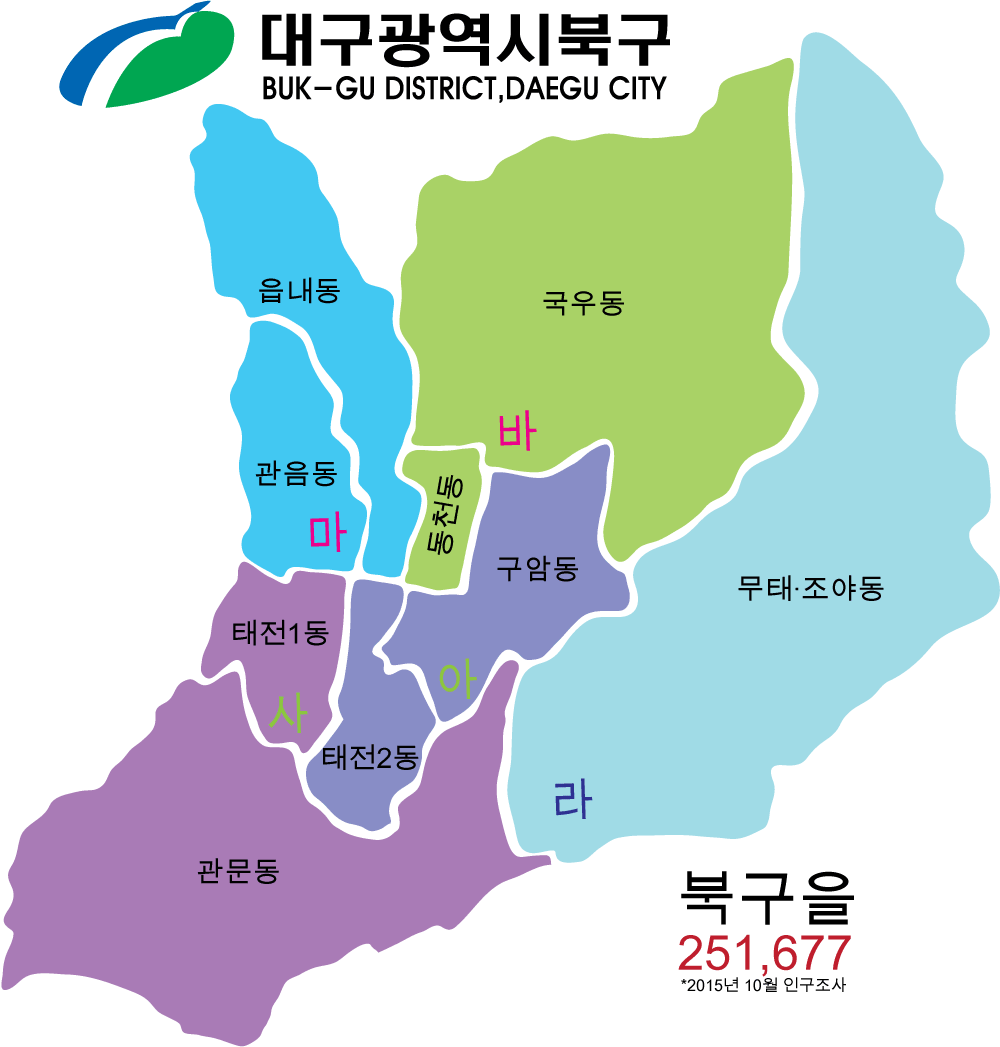 대구광역시북구
BUK-GU DISTRICT,DAEGU CITY
읍내동
국우동
바
관음동
동천동
마
구암동
무태·조야동
태전1동
아
사
태전2동
라
관문동
북구을
251,677
*2015년 10월 인구조사